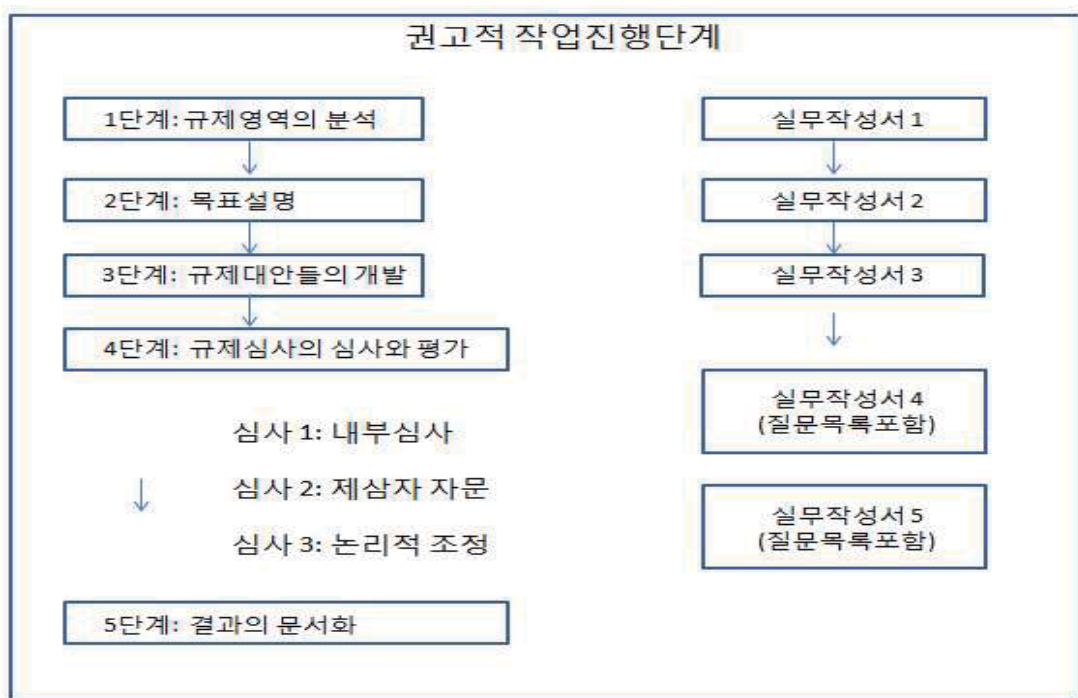 권고적 작업진행단계
1단계: 규제영역의 분석
2단계: 목표설명
3단계: 규제대안들의 개발
4단계: 규제심사의 심사와 평가
심사 1: 내부심사
심사 2: 제삼자 자문
심사 3: 논리적 조정
5단계: 결과의 문서화
실무작성서 1
실무작성서 2
실무작성서 3
실무작성서 4
(질문목록포함)
실무작성서 5
(질문목록포함)